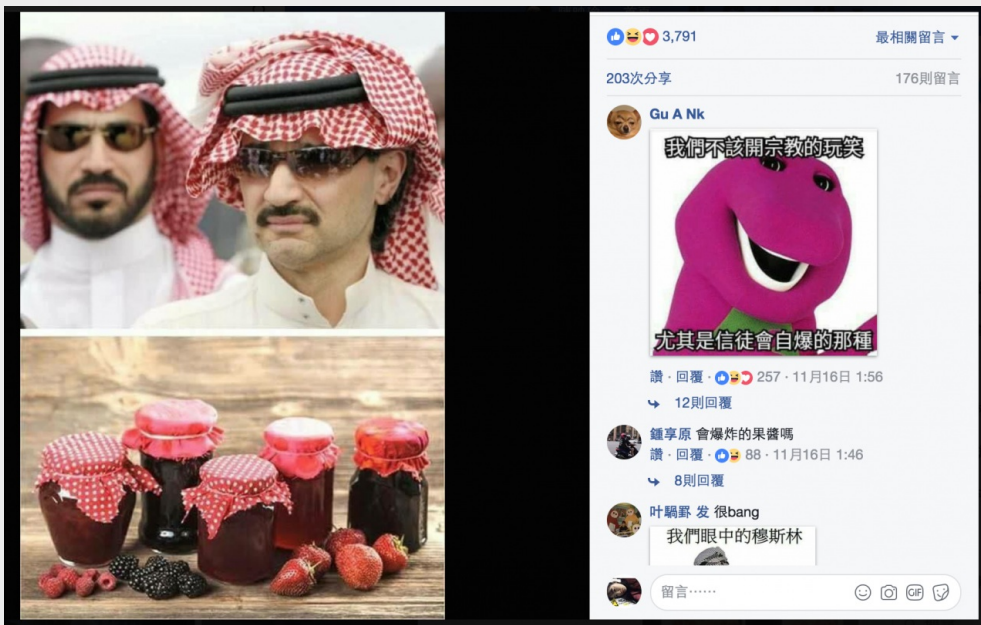 3,791
最相關留言
203次分享
176則留言
Gu A Nk
我們不該開宗教的玩笑
尤其是信徒會自爆的那種
讚 · 回覆 · 257 · 11月16日 1:56
12則回覆
鍾享原 會爆炸的果醬嗎
讚 · 回覆 · 88 · 11月16日 1:46
8則回覆
叶騧罫 发 很bang
我們眼中的穆斯林
留言⋯⋯
GIF